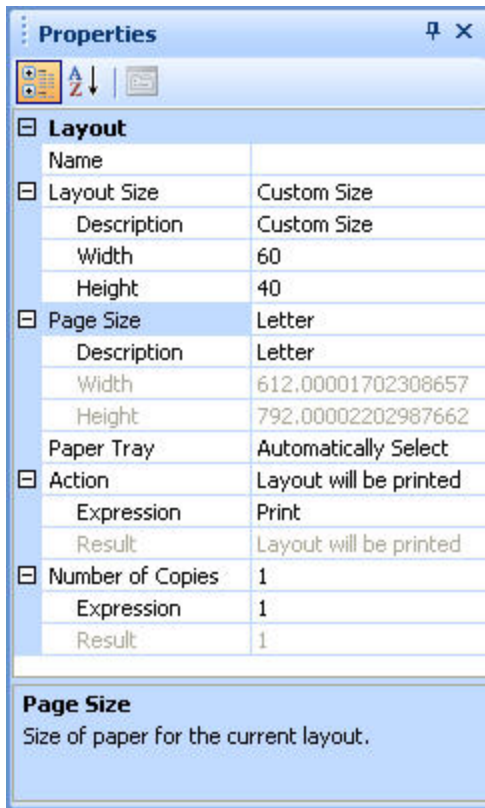 Properties
A
Z
Layout
Name
Layout Size Custom Size
Description Custom Size
Width 60
Height 40
Page Size Letter
Description Letter
Width 612.00001702308657
Height 792.00002202987662
Paper Tray Automatically Select
Action Layout will be printed
Expression Print
Result Layout will be printed
Number of Copies 1
Expression 1
Result 1
Page Size
Size of paper for the current layout.